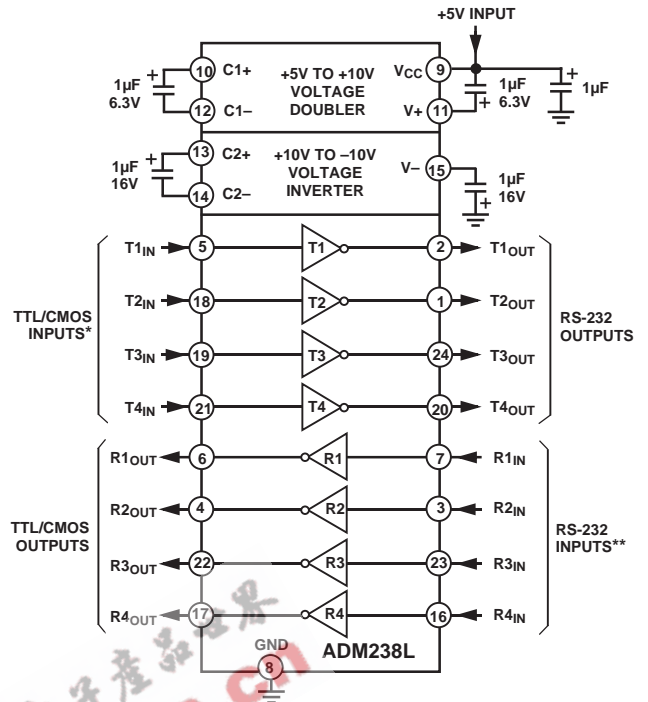 +5V INPUT
10 C1+ +5V TO +10V VOLTAGE DOUBLER VCC 9
1µF 6.3V
12 C1– V+ 11
1µF 6.3V
1µF
13 C2+ +10V TO –10V VOLTAGE INVERTER V– 15
1µF 16V
14 C2–
1µF 16V
T1IN 5 T1 2 T1OUT
T2IN 18 T2 1 T2OUT
TTL/CMOS INPUTS*
RS-232 OUTPUTS
T3IN 19 T3 24 T3OUT
T4IN 21 T4 20 T4OUT
R1OUT 6 R1 7 R1IN
R2OUT 4 R2 3 R2IN
TTL/CMOS OUTPUTS
RS-232 INPUTS**
R3OUT 22 R3 23 R3IN
R4OUT 17 R4 16 R4IN
GND
8
ADM238L